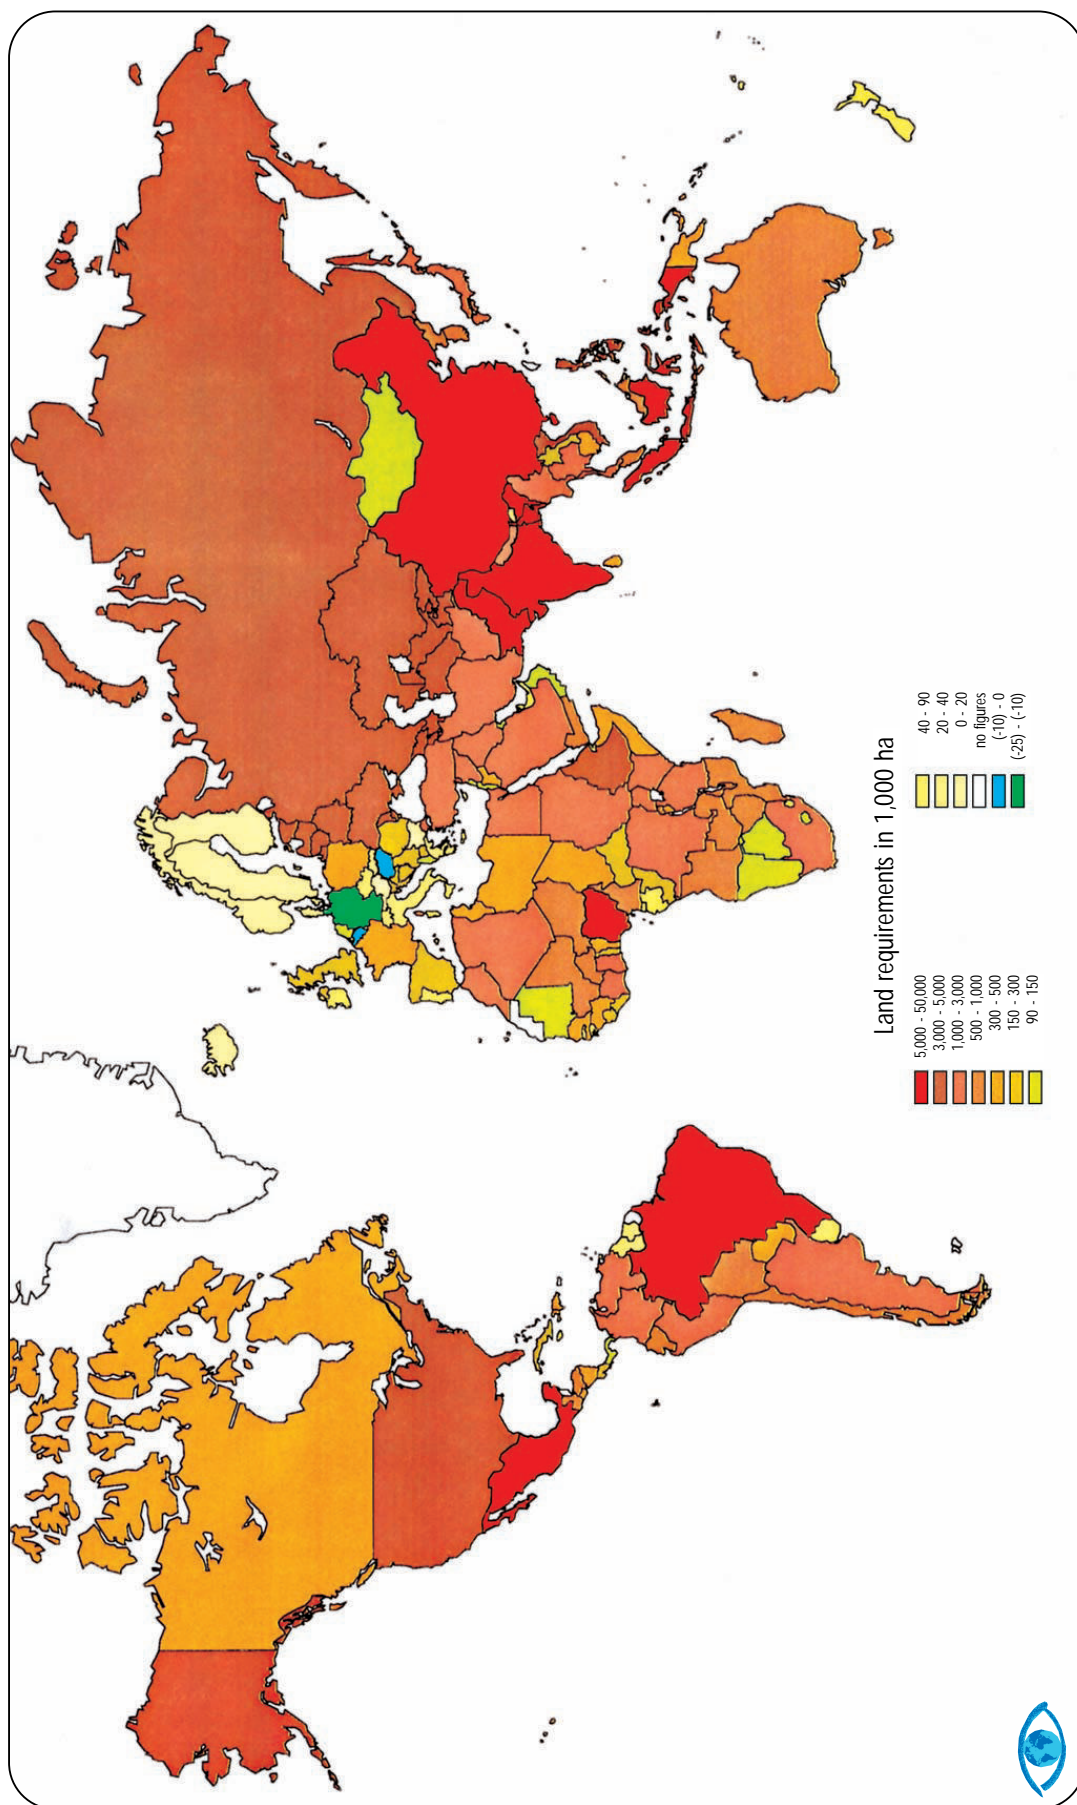 Land requirements in 1,000 ha
5,000 - 50,000
3,000 - 5,000
1,000 - 3,000
500 - 1,000
300 - 500
150 - 300
90 - 150
40 - 90
20 - 40
0 - 20
no figures
(-10) - 0
(-25) - (-10)